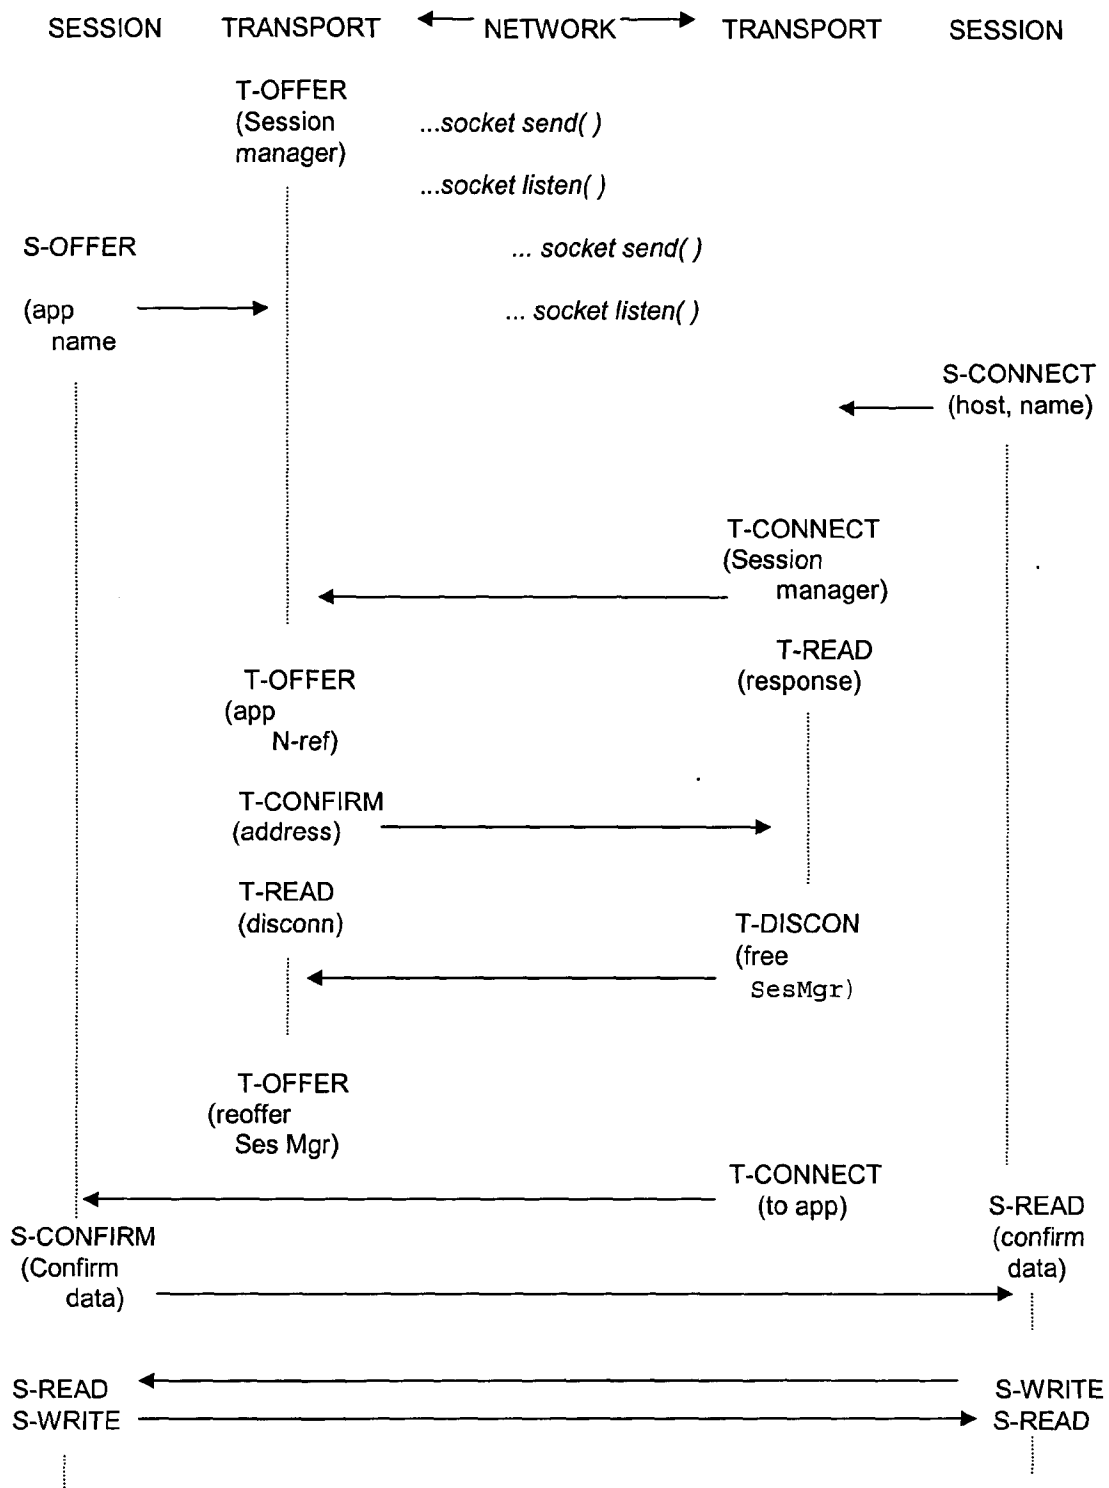 SESSION TRANSPORT NETWORK TRANSPORT SESSION
T-OFFER
(Session
manager)
...socket send( )
...socket listen( )
S-OFFER
... socket send( )
(app
name
... socket listen( )
S-CONNECT
(host, name)
T-CONNECT
(Session
manager)
T-READ
(response)
T-OFFER
(app
N-ref)
T-CONFIRM
(address)
T-READ
(disconn)
T-DISCON
(free
SesMgr)
T-OFFER
(reoffer
Ses Mgr)
T-CONNECT
(to app)
S-CONFIRM
(Confirm
data)
S-READ
(confirm
data)
S-READ S-WRITE
S-WRITE S-READ